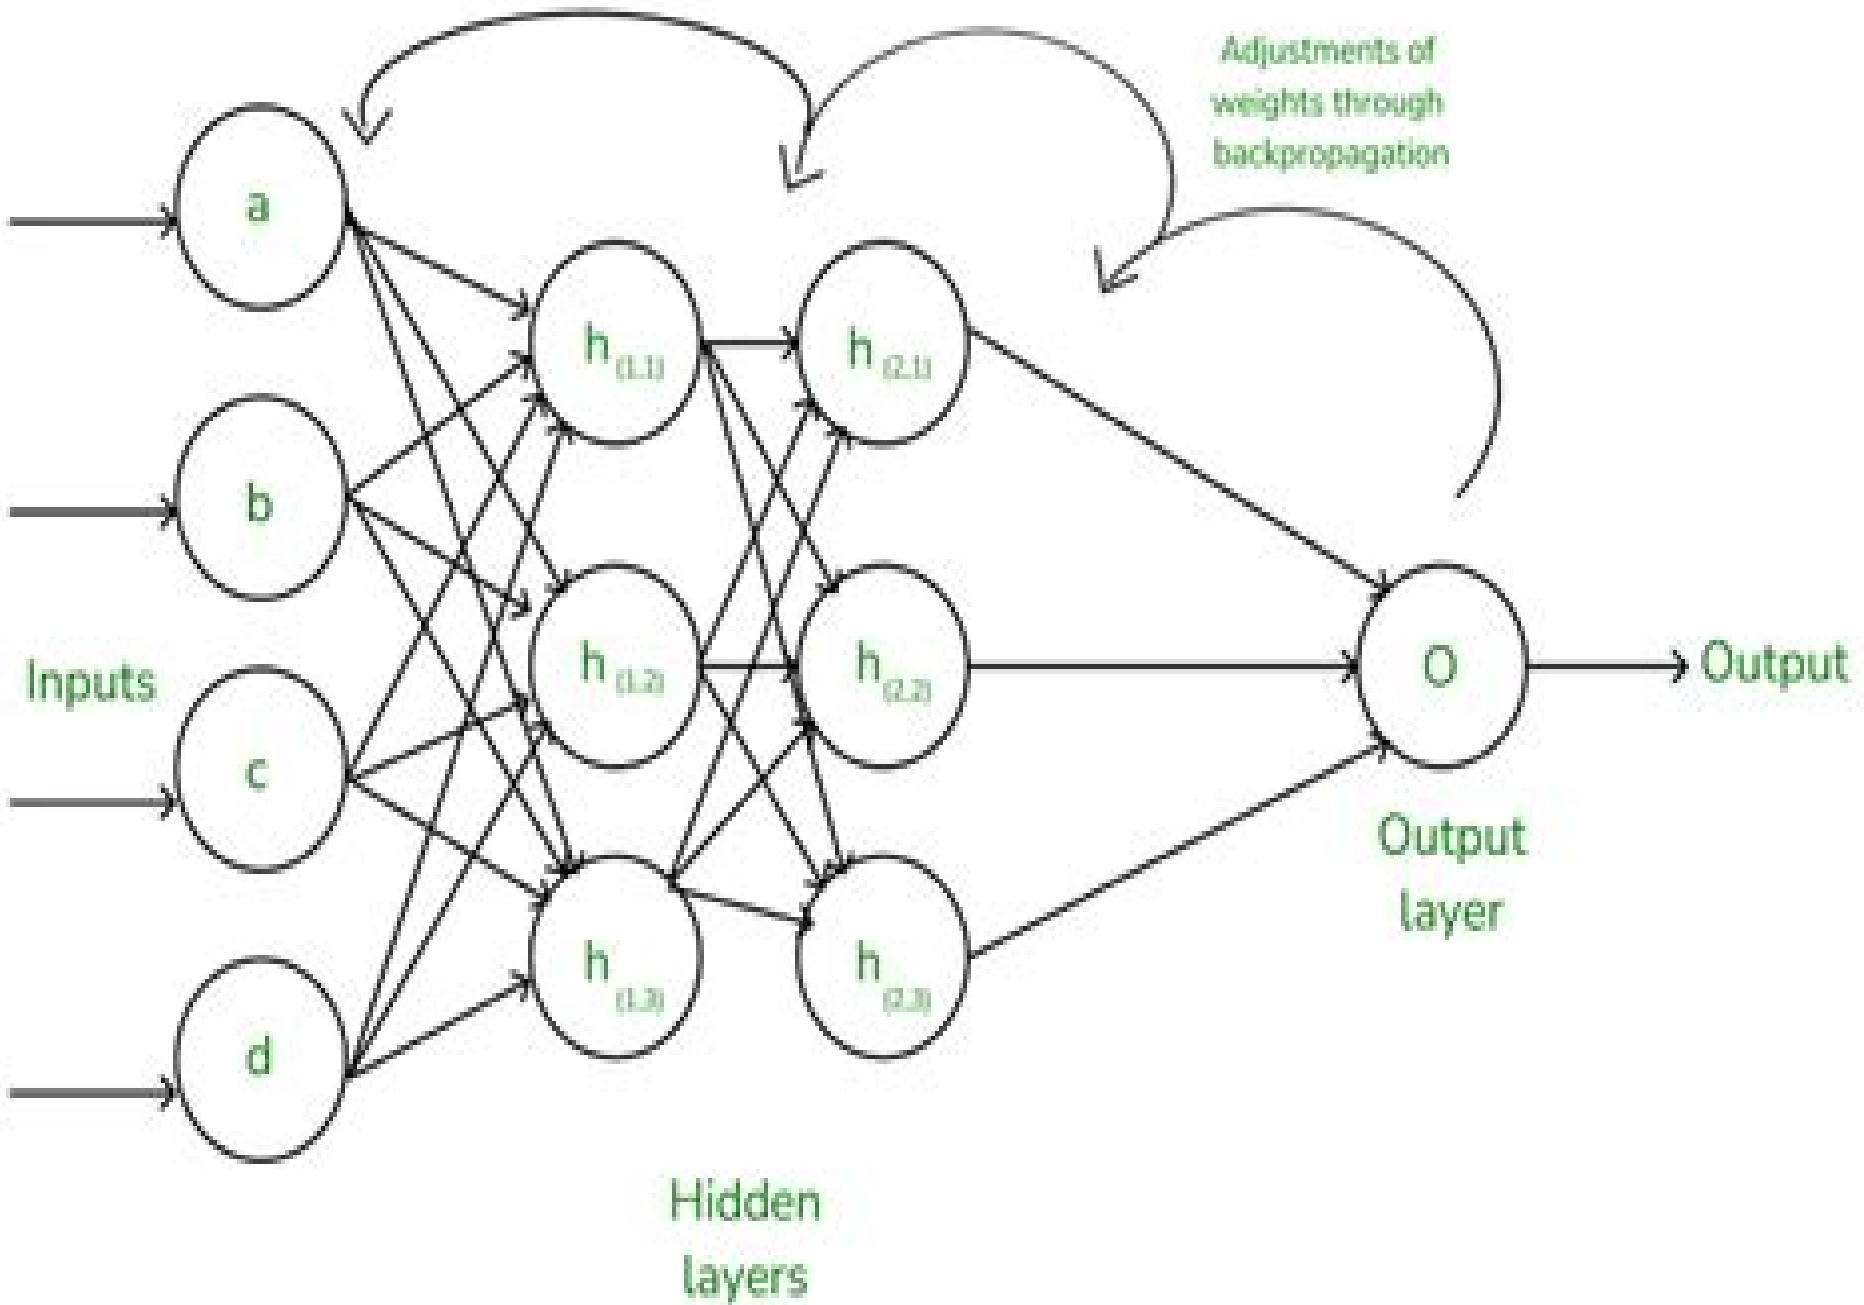 Adjustments of
weights through
backpropagation
a
h (1,1)
h (2,1)
b
Inputs
h (1,2)
h (2,2)
O
Output
c
Output
layer
h (1,3)
h (2,3)
d
Hidden
layers